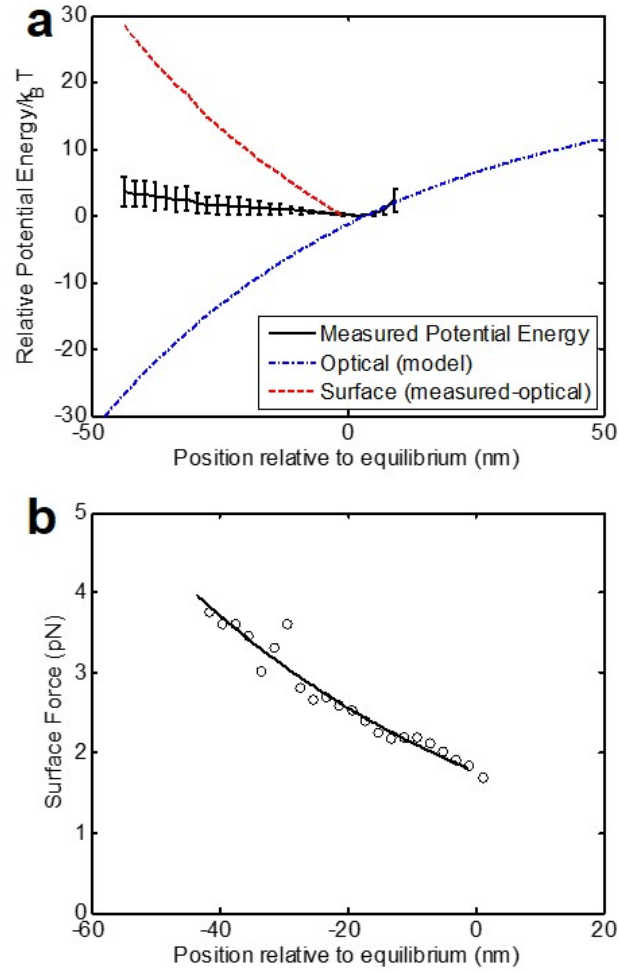 a
30
20
10
0
-10
-20
-30
Relative Potential Energy/k_B T
Measured Potential Energy
Optical (model)
Surface (measured-optical)
-50 0 50
Position relative to equilibrium (nm)
b
5
4
3
2
1
0
Surface Force (pN)
-60 -40 -20 0 20
Position relative to equilibrium (nm)